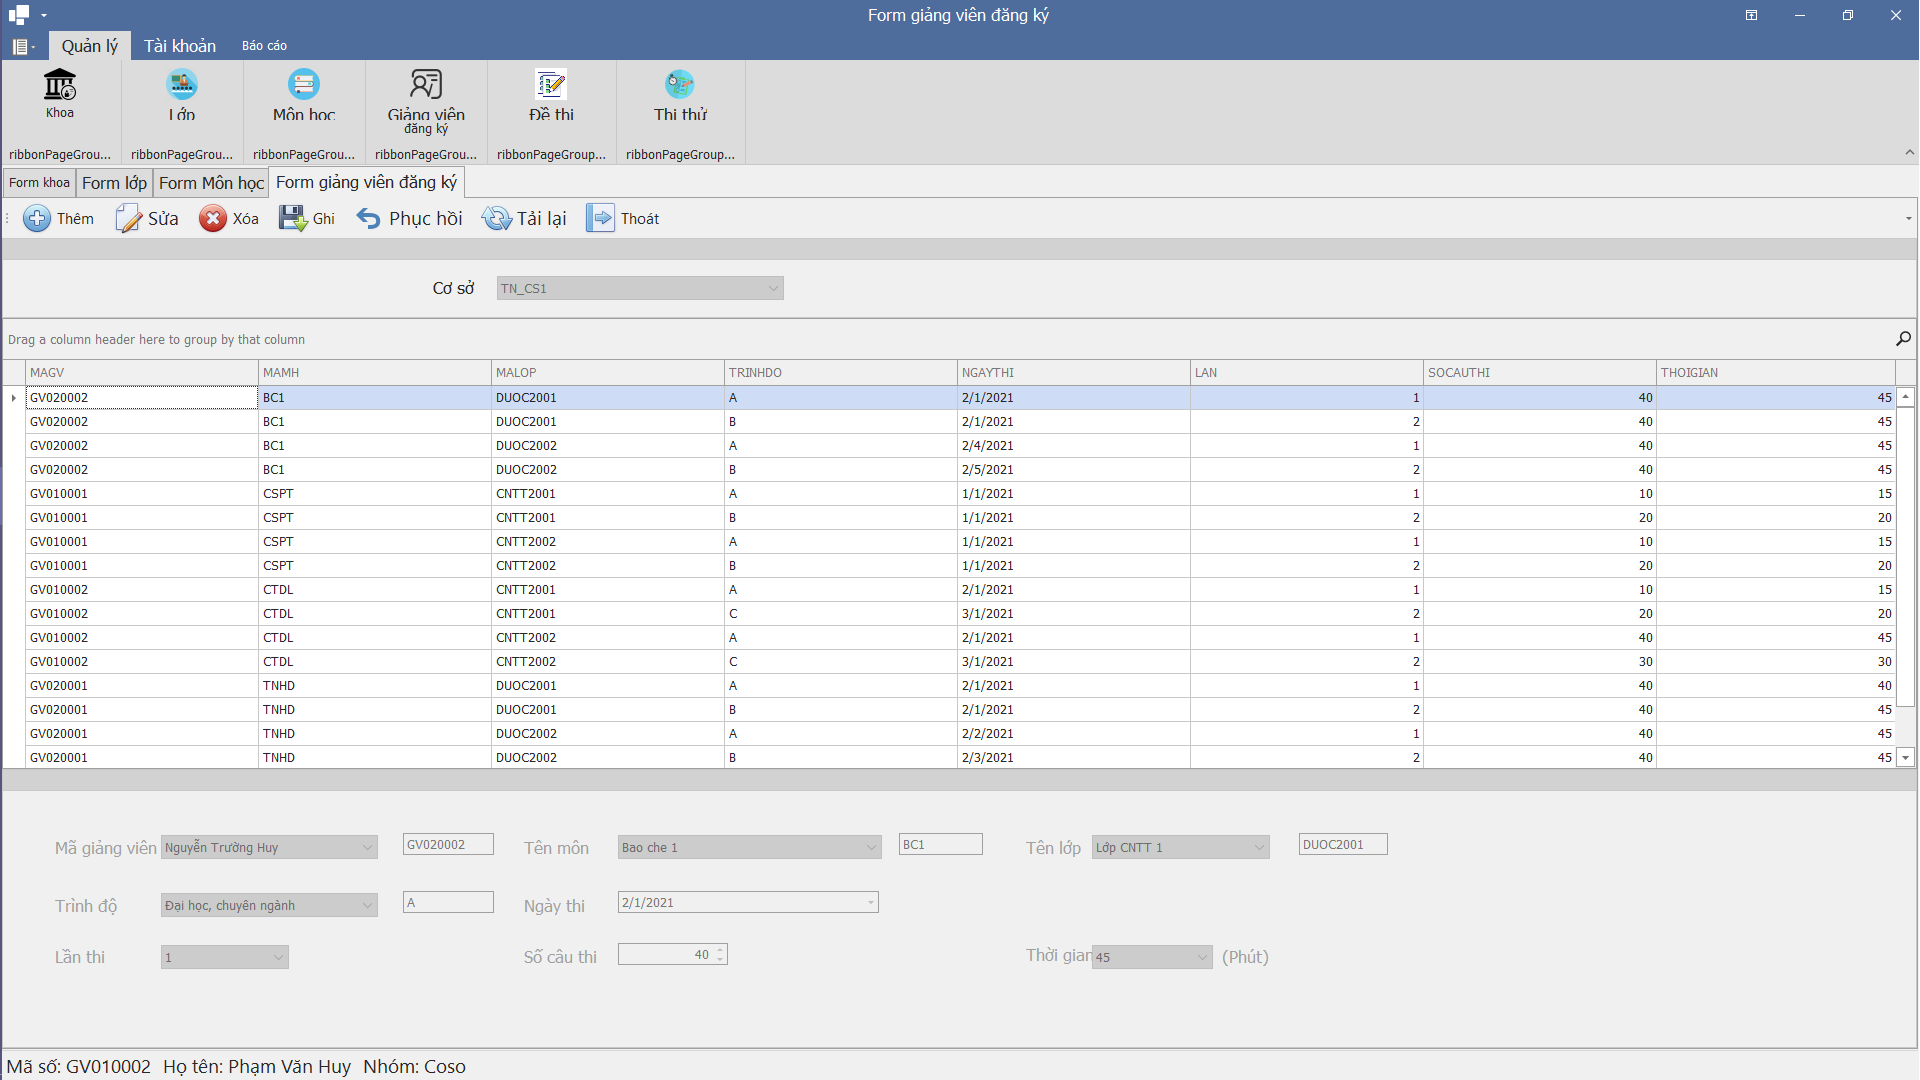 Form giảng viên đăng ký
Quản lý Tài khoản Báo cáo
Khoa Lớp Môn học Giảng viên đăng ký Đề thi Thi thử
ribbonPageGrou... ribbonPageGrou... ribbonPageGrou... ribbonPageGrou... ribbonPageGroup... ribbonPageGroup...
Form khoa Form lớp Form Môn học Form giảng viên đăng ký
Thêm Sửa Xóa Ghi Phục hồi Tải lại Thoát
Cơ sở TN_CS1
Drag a column header here to group by that column
MAGV MAMH MALOP TRINHDO NGAYTHI LAN SOCAUTHI THOIGIAN
GV020002 BC1 DUOC2001 A 2/1/2021 1 40 45
GV020002 BC1 DUOC2001 B 2/1/2021 2 40 45
GV020002 BC1 DUOC2002 A 2/4/2021 1 40 45
GV020002 BC1 DUOC2002 B 2/5/2021 2 40 45
GV010001 CSPT CNTT2001 A 1/1/2021 1 10 15
GV010001 CSPT CNTT2001 B 1/1/2021 2 20 20
GV010001 CSPT CNTT2002 A 1/1/2021 1 10 15
GV010001 CSPT CNTT2002 B 1/1/2021 2 20 20
GV010002 CTDL CNTT2001 A 2/1/2021 1 10 15
GV010002 CTDL CNTT2001 C 3/1/2021 2 20 20
GV010002 CTDL CNTT2002 A 2/1/2021 1 40 45
GV010002 CTDL CNTT2002 C 3/1/2021 2 30 30
GV020001 TNHD DUOC2001 A 2/1/2021 1 40 40
GV020001 TNHD DUOC2001 B 2/1/2021 2 40 45
GV020001 TNHD DUOC2002 A 2/2/2021 1 40 45
GV020001 TNHD DUOC2002 B 2/3/2021 2 40 45
Mã giảng viên Nguyễn Trường Huy GV020002 Tên môn Bao che 1 BC1 Tên lớp Lớp CNTT 1 DUOC2001
Trình độ Đại học, chuyên ngành A Ngày thi 2/1/2021
Lần thi 1 Số câu thi 40 Thời gian 45 (Phút)
Mã số: GV010002 Họ tên: Phạm Văn Huy Nhóm: Coso